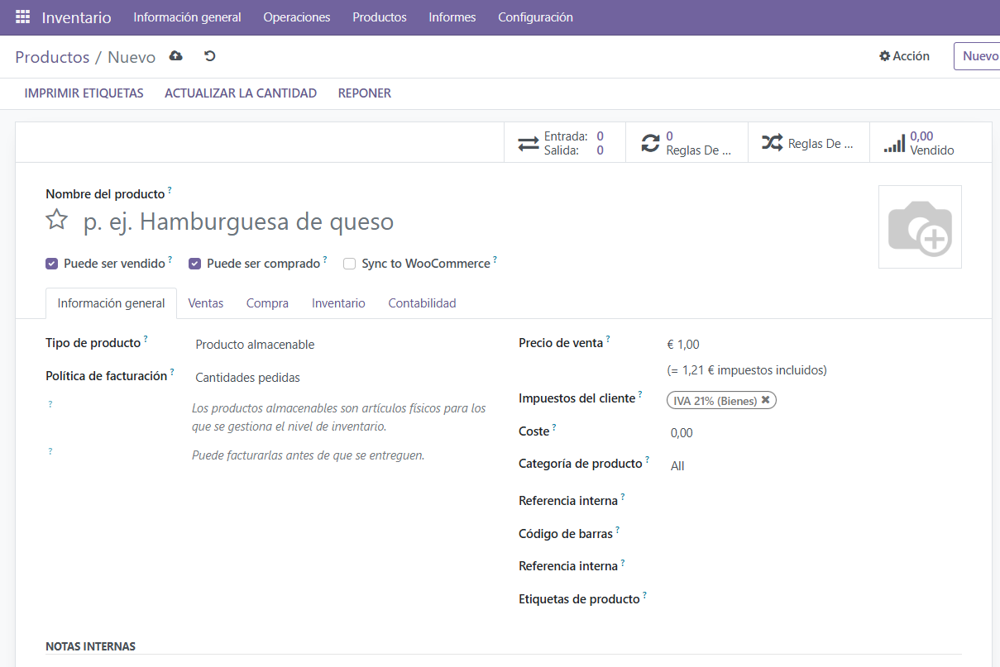 Inventario Información general Operaciones Productos Informes Configuración
Productos / Nuevo Acción Nuevo
IMPRIMIR ETIQUETAS ACTUALIZAR LA CANTIDAD REPONER
Entrada: 0
Salida: 0
0
Reglas De ...
Reglas De ...
0,00
Vendido
Nombre del producto ?
p. ej. Hamburguesa de queso
Puede ser vendido ? Puede ser comprado ? Sync to WooCommerce ?
Información general Ventas Compra Inventario Contabilidad
Tipo de producto ? Producto almacenable
Política de facturación ? Cantidades pedidas
? Los productos almacenables son artículos físicos para los
que se gestiona el nivel de inventario.
? Puede facturarlas antes de que se entreguen.
Precio de venta ? € 1,00
(= 1,21 € impuestos incluidos)
Impuestos del cliente ? IVA 21% (Bienes) ✖
Coste ? 0,00
Categoría de producto ? All
Referencia interna ?
Código de barras ?
Referencia interna ?
Etiquetas de producto ?
NOTAS INTERNAS